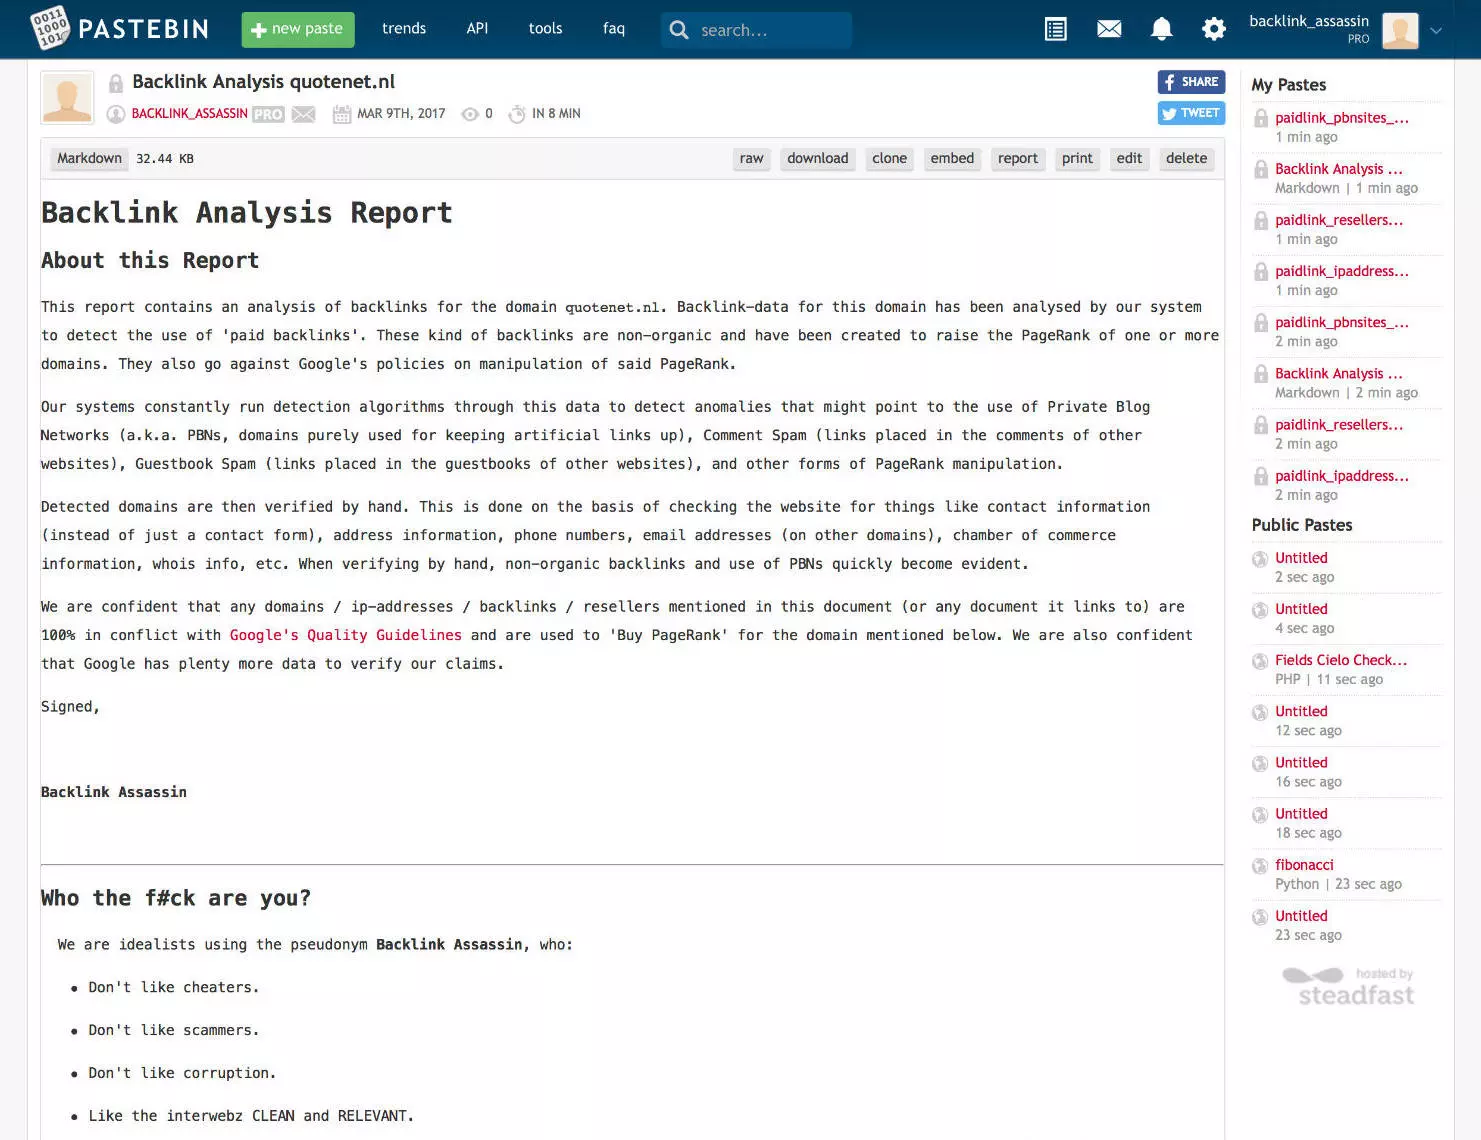 0011
1000
101
PASTEBIN
new paste
trends
API
tools
faq
search...
backlink_assassin
PRO
Backlink Analysis quotenet.nl
BACKLINK_ASSASSIN PRO MAR 9TH, 2017 0 IN 8 MIN
SHARE
TWEET
Markdown 32.44 KB
raw download clone embed report print edit delete
Backlink Analysis Report
About this Report
This report contains an analysis of backlinks for the domain quotenet.nl. Backlink-data for this domain has been analysed by our system
to detect the use of 'paid backlinks'. These kind of backlinks are non-organic and have been created to raise the PageRank of one or more
domains. They also go against Google's policies on manipulation of said PageRank.
Our systems constantly run detection algorithms through this data to detect anomalies that might point to the use of Private Blog
Networks (a.k.a. PBNs, domains purely used for keeping artificial links up), Comment Spam (links placed in the comments of other
websites), Guestbook Spam (links placed in the guestbooks of other websites), and other forms of PageRank manipulation.
Detected domains are then verified by hand. This is done on the basis of checking the website for things like contact information
(instead of just a contact form), address information, phone numbers, email addresses (on other domains), chamber of commerce
information, whois info, etc. When verifying by hand, non-organic backlinks and use of PBNs quickly become evident.
We are confident that any domains / ip-addresses / backlinks / resellers mentioned in this document (or any document it links to) are
100% in conflict with Google's Quality Guidelines and are used to 'Buy PageRank' for the domain mentioned below. We are also confident
that Google has plenty more data to verify our claims.
Signed,
Backlink Assassin
Who the f#ck are you?
We are idealists using the pseudonym Backlink Assassin, who:
• Don't like cheaters.
• Don't like scammers.
• Don't like corruption.
• Like the interwebz CLEAN and RELEVANT.
My Pastes
paidlink_pbnsites_...
1 min ago
Backlink Analysis ...
Markdown | 1 min ago
paidlink_resellers...
1 min ago
paidlink_ipaddress...
1 min ago
paidlink_pbnsites_...
2 min ago
Backlink Analysis ...
Markdown | 2 min ago
paidlink_resellers...
2 min ago
paidlink_ipaddress...
2 min ago
Public Pastes
Untitled
2 sec ago
Untitled
4 sec ago
Fields Cielo Check...
PHP | 11 sec ago
Untitled
12 sec ago
Untitled
16 sec ago
Untitled
18 sec ago
fibonacci
Python | 23 sec ago
Untitled
23 sec ago
hosted by
steadfast